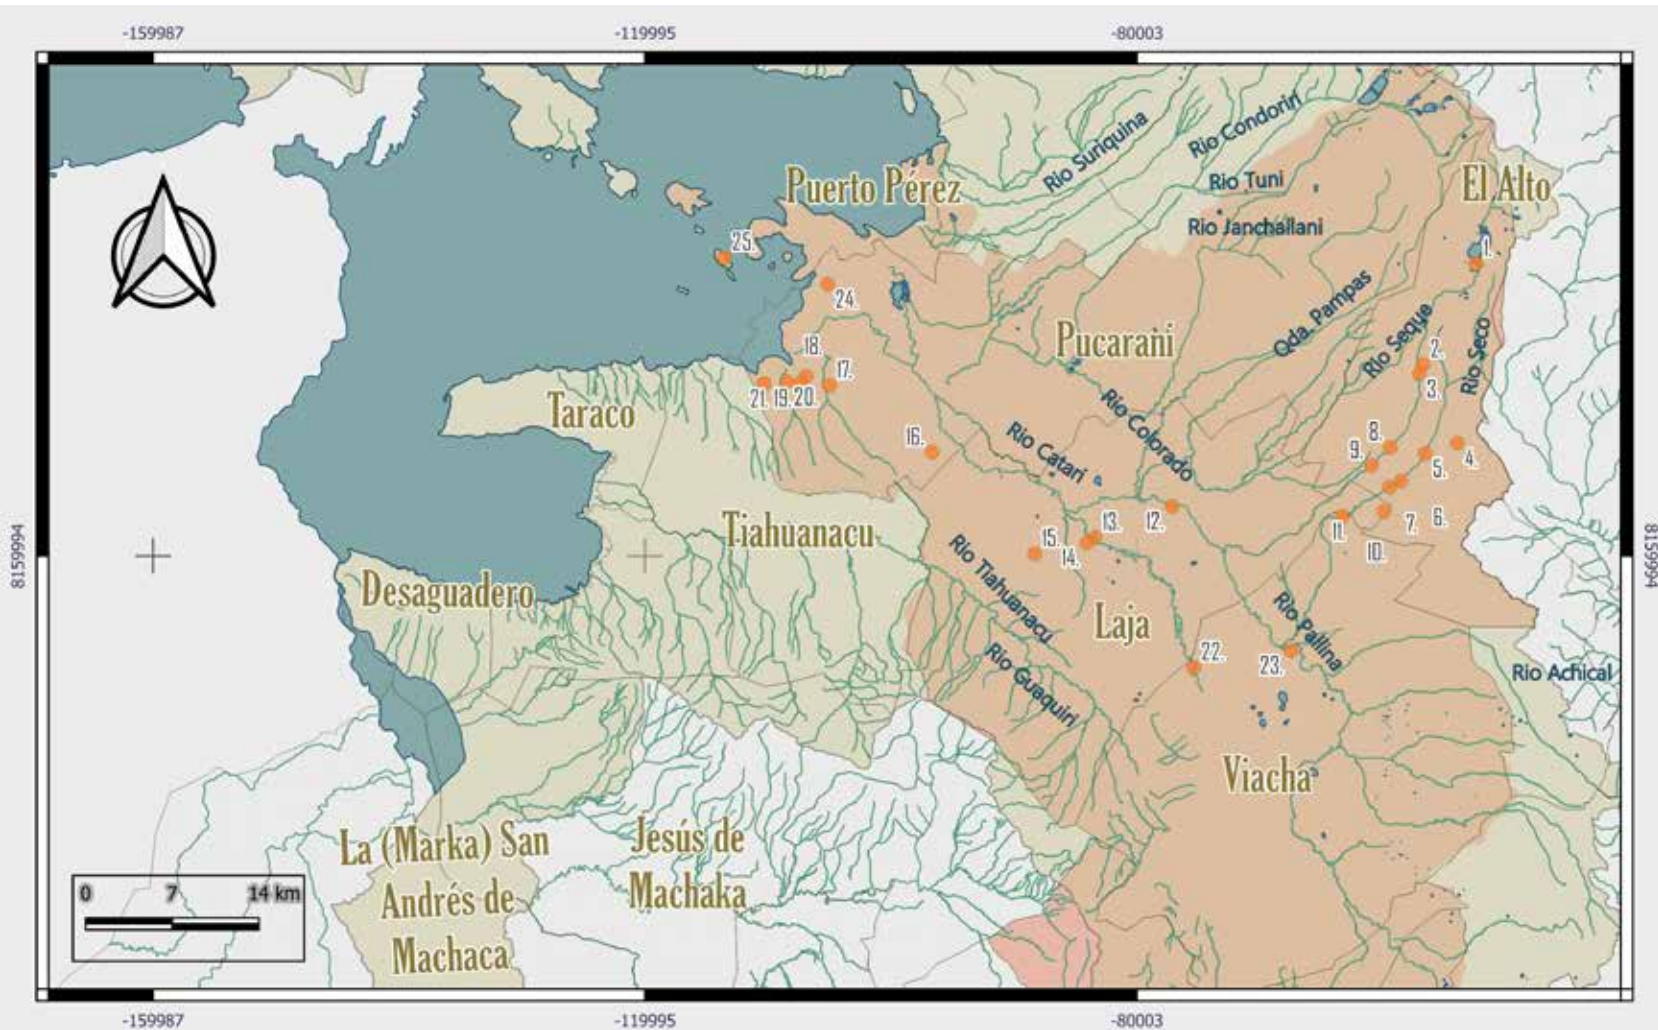 -159987
-119995
-80003
Rio Suriquina
Rio Condorin
Puerto Pérez
Rio Tuni
El Alto
Rio Janchallani
25.
1.
24.
Qda. Pampas
Pucarani
Rio Seque
Rio Seco
18.
2.
17.
3.
21.
19.
20.
Taraco
Rio Colorado
16.
Rio Catari
8.
9.
5.
4.
13.
12.
7.
6.
11.
10.
15.
14.
Tiahuanacu
8159994
8159994
Rio Tiahuanacu
Desaguadero
Laja
Rio Pallina
22.
23.
Rio Guaquiri
Rio Achical
Viacha
La (Marka) San
Andrés de
Machaca
Jesús de
Machaka
0
7
14 km
-159987
-119995
-80003